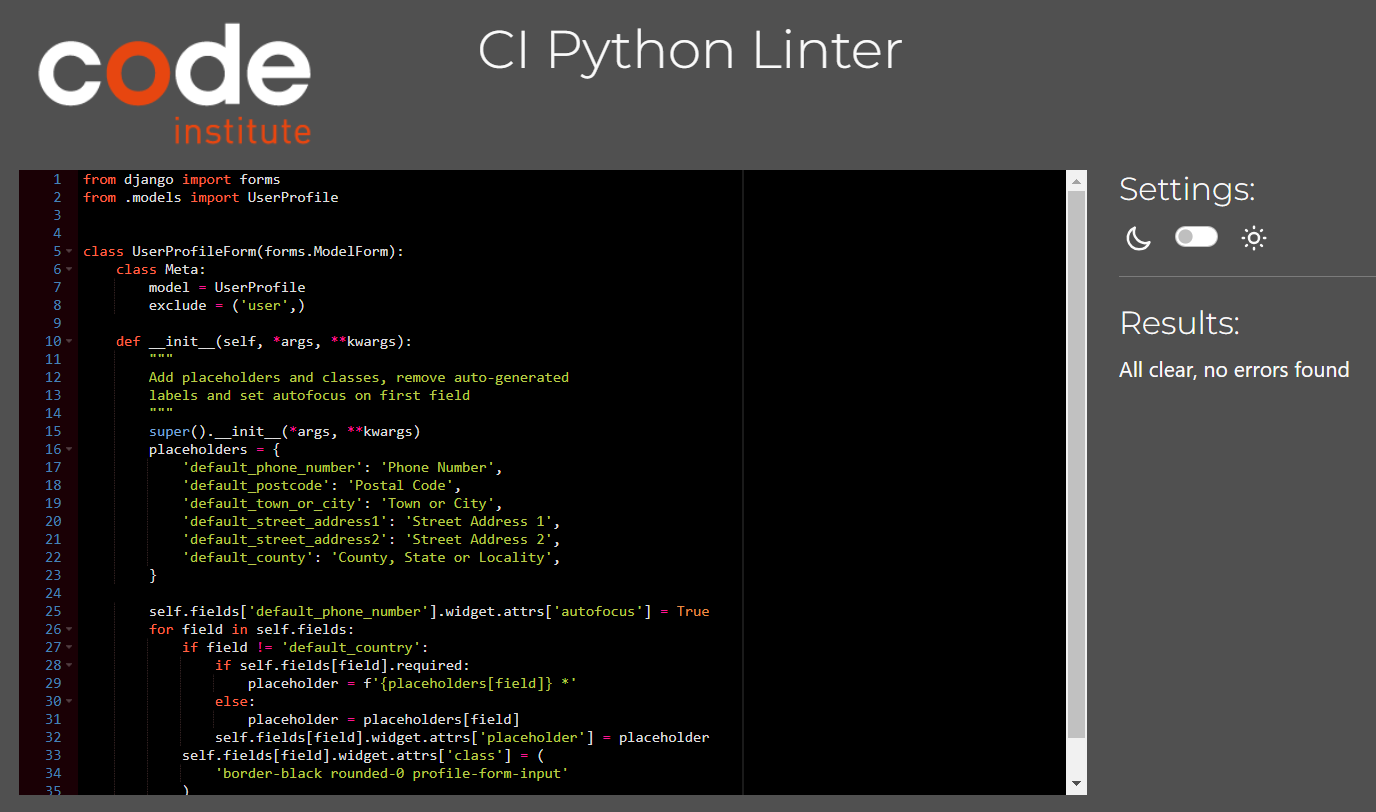 code
institute
CI Python Linter
1 from django import forms
2 from .models import UserProfile
3
4
5 class UserProfileForm(forms.ModelForm):
6     class Meta:
7         model = UserProfile
8         exclude = ('user',)
9
10     def __init__(self, *args, **kwargs):
11         """
12         Add placeholders and classes, remove auto-generated
13         labels and set autofocus on first field
14         """
15         super().__init__(*args, **kwargs)
16         placeholders = {
17             'default_phone_number': 'Phone Number',
18             'default_postcode': 'Postal Code',
19             'default_town_or_city': 'Town or City',
20             'default_street_address1': 'Street Address 1',
21             'default_street_address2': 'Street Address 2',
22             'default_county': 'County, State or Locality',
23         }
24
25         self.fields['default_phone_number'].widget.attrs['autofocus'] = True
26         for field in self.fields:
27             if field != 'default_country':
28                 if self.fields[field].required:
29                     placeholder = f'{placeholders[field]} *'
30                 else:
31                     placeholder = placeholders[field]
32                 self.fields[field].widget.attrs['placeholder'] = placeholder
33             self.fields[field].widget.attrs['class'] = (
34                 'border-black rounded-0 profile-form-input'
35             )
Settings:
Results:
All clear, no errors found